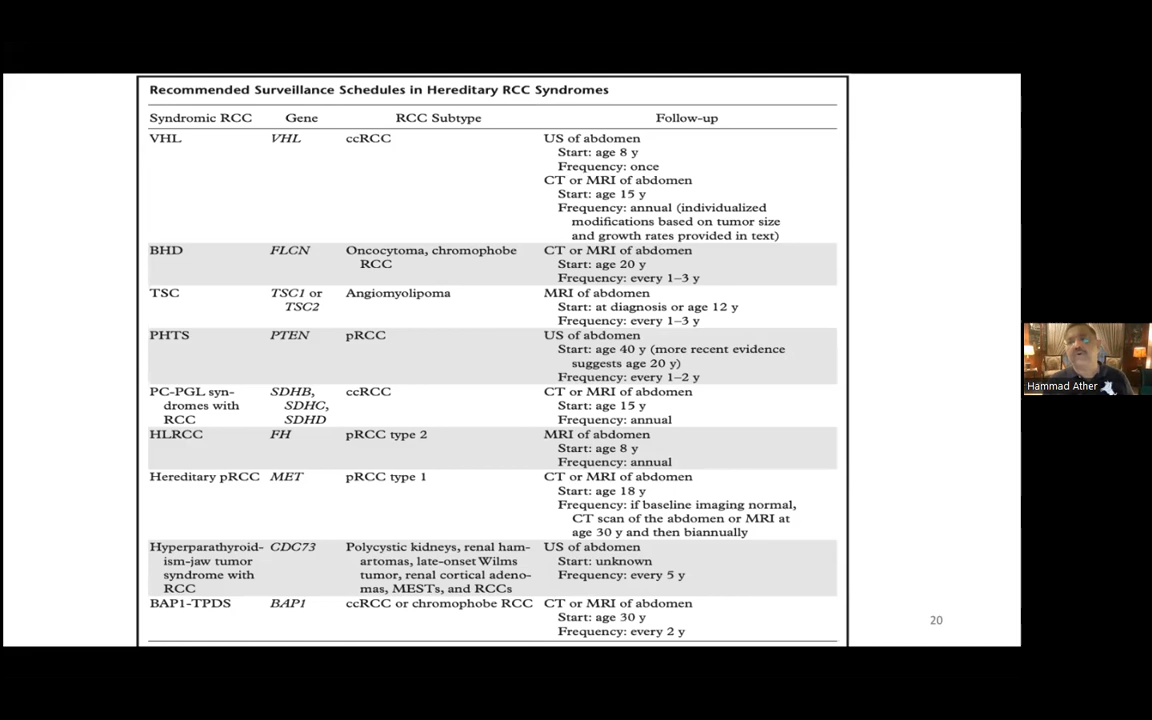 Recommended Surveillance Schedules in Hereditary RCC Syndromes
Syndromic RCC Gene RCC Subtype Follow-up
VHL VHL ccRCC US of abdomen
Start: age 8 y
Frequency: once
CT or MRI of abdomen
Start: age 15 y
Frequency: annual (individualized
modifications based on tumor size
and growth rates provided in text)
BHD FLCN Oncocytoma, chromophobe CT or MRI of abdomen
RCC Start: age 20 y
Frequency: every 1–3 y
TSC TSC1 or Angiomyolipoma MRI of abdomen
TSC2 Start: at diagnosis or age 12 y
Frequency: every 1–3 y
PHTS PTEN pRCC US of abdomen
Start: age 40 y (more recent evidence
suggests age 20 y)
Frequency: every 1–2 y
PC-PGL syn- SDHB, ccRCC CT or MRI of abdomen
dromes with SDHC, Start: age 15 y
RCC SDHD Frequency: annual
HLRCC FH pRCC type 2 MRI of abdomen
Start: age 8 y
Frequency: annual
Hereditary pRCC MET pRCC type 1 CT or MRI of abdomen
Start: age 18 y
Frequency: if baseline imaging normal,
CT scan of the abdomen or MRI at
age 30 y and then biannually
Hyperparathyroid- CDC73 Polycystic kidneys, renal ham- US of abdomen
ism-jaw tumor artomas, late-onset Wilms Start: unknown
syndrome with tumor, renal cortical adeno- Frequency: every 5 y
RCC mas, MESTs, and RCCs
BAP1-TPDS BAP1 ccRCC or chromophobe RCC CT or MRI of abdomen
Start: age 30 y
Frequency: every 2 y
20
Hammad Ather